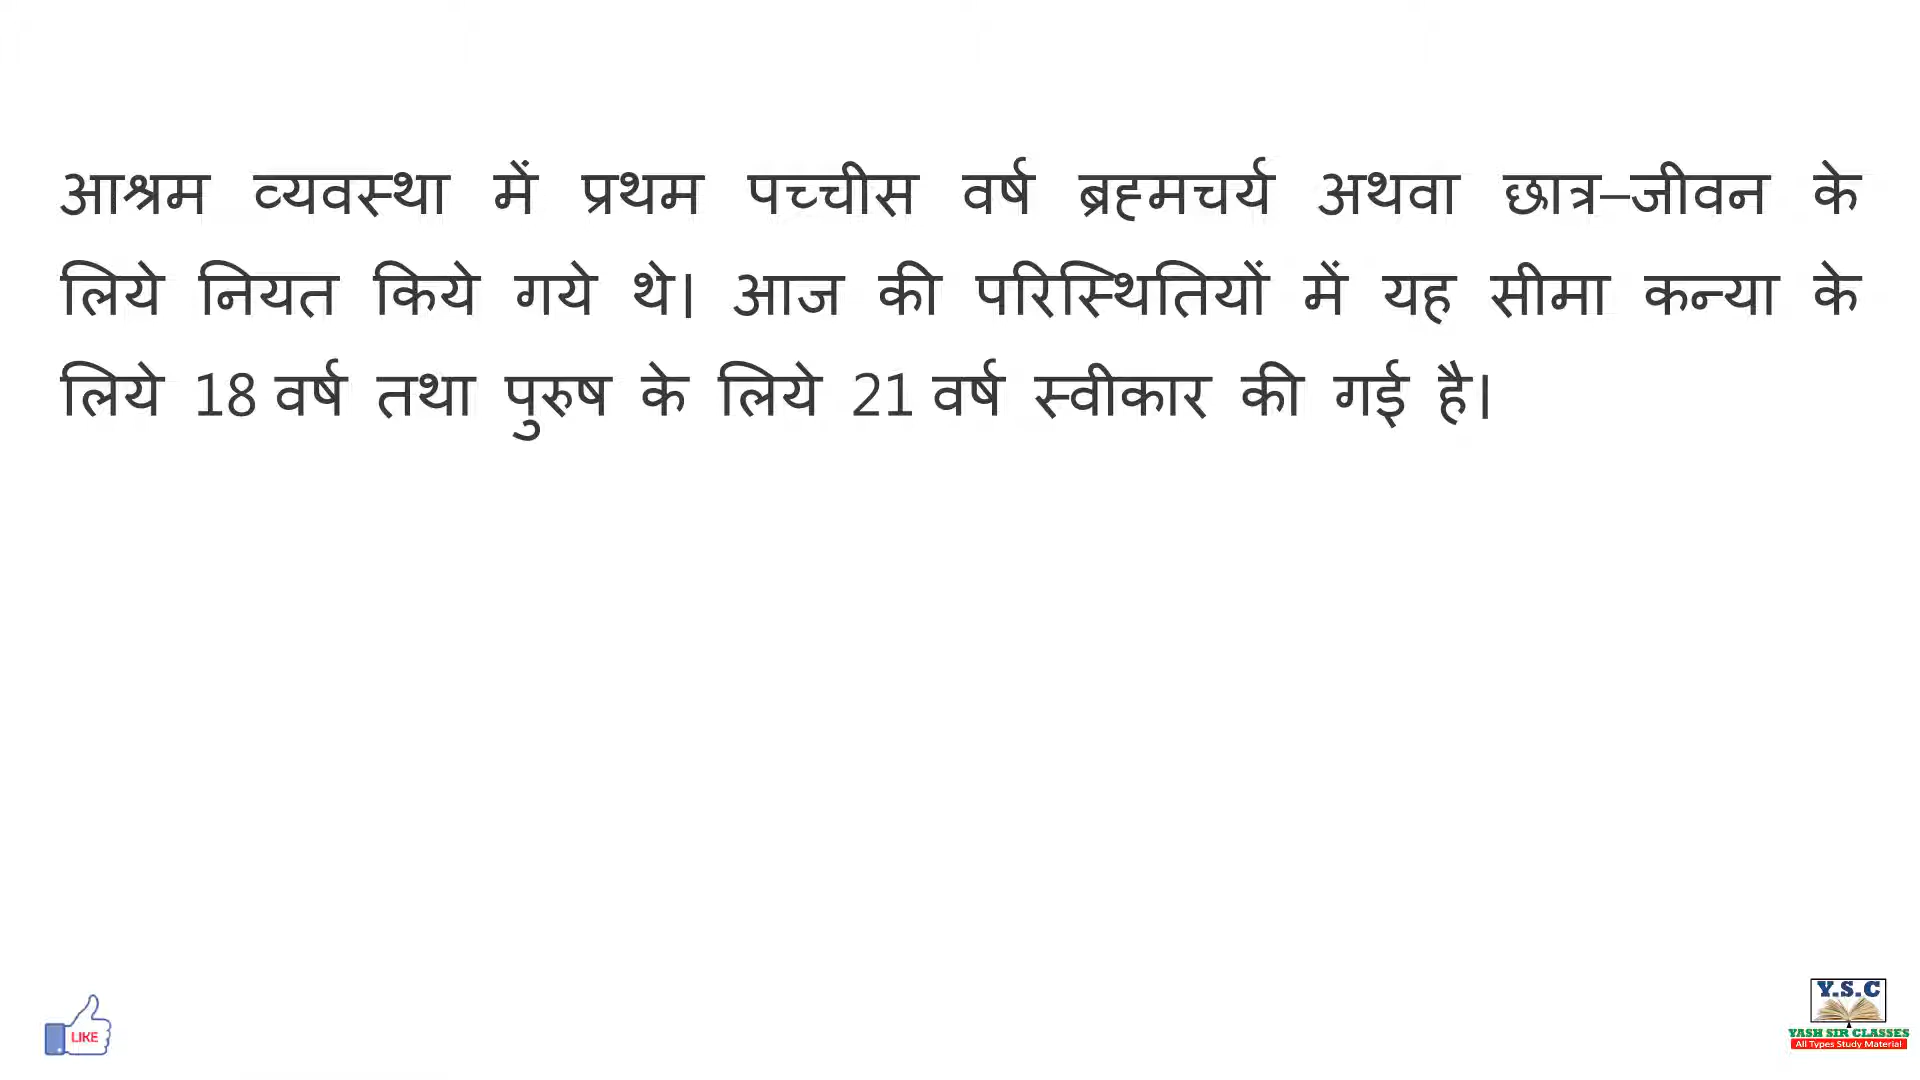 आश्रम व्यवस्था में प्रथम पच्चीस वर्ष ब्रह्मचर्य अथवा छात्र–जीवन के
लिये नियत किये गये थे। आज की परिस्थितियों में यह सीमा कन्या के
लिये 18 वर्ष तथा पुरुष के लिये 21 वर्ष स्वीकार की गई है।
LIKE
Y.S.C
YASH SIR CLASSES
All Types Study Material